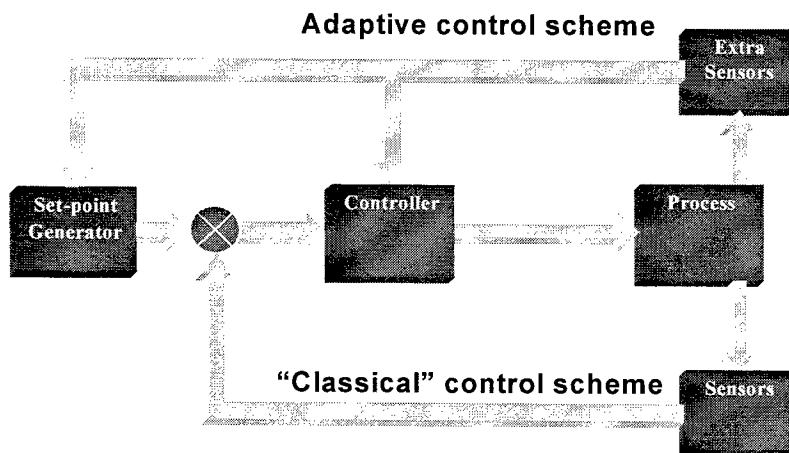 Adaptive control scheme
Extra
Sensors
Set-point
Generator
Controller
Process
“Classical” control scheme
Sensors